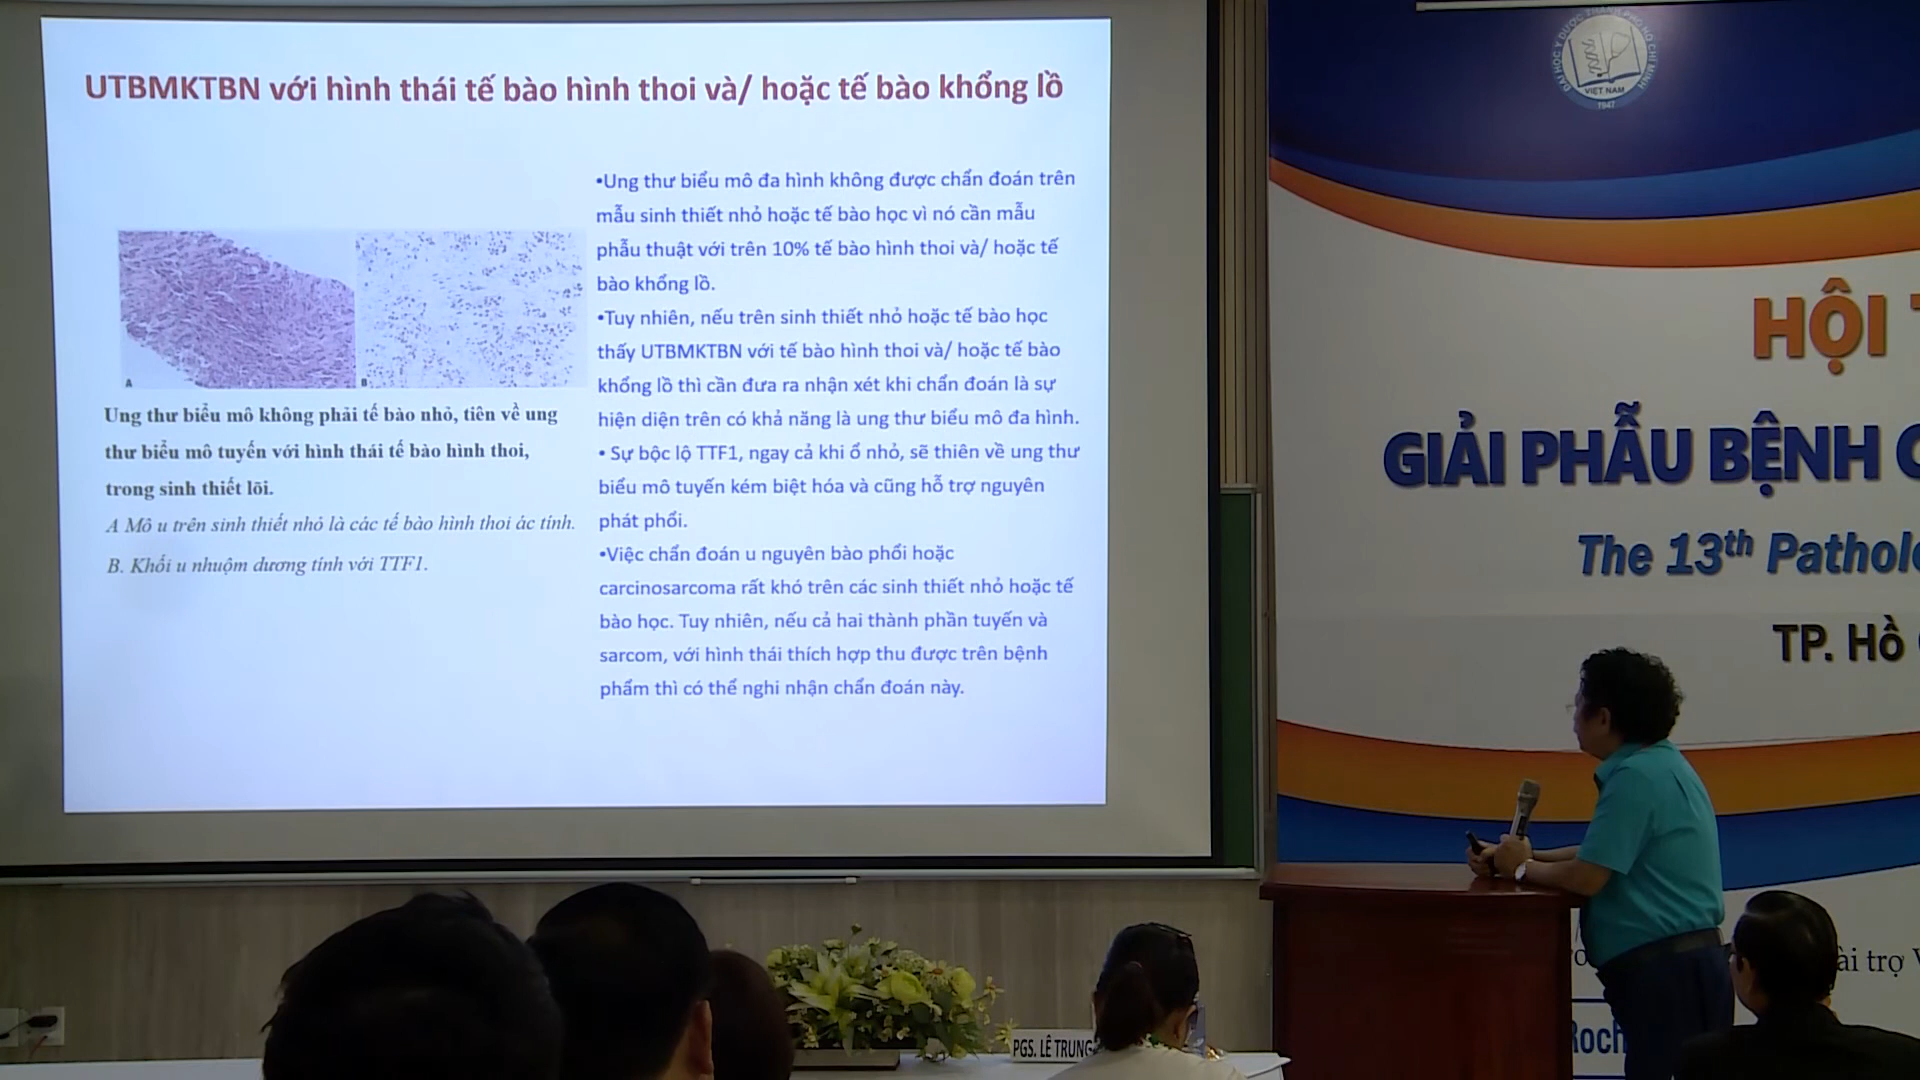 UTBMKTBN với hình thái tế bào hình thoi và/ hoặc tế bào khổng lồ
A
B
Ung thư biểu mô không phải tế bào nhỏ, tiên về ung
thư biểu mô tuyến với hình thái tế bào hình thoi,
trong sinh thiết lõi.
A Mô u trên sinh thiết nhỏ là các tế bào hình thoi ác tính.
B. Khối u nhuộm dương tính với TTF1.
•Ung thư biểu mô đa hình không được chẩn đoán trên
mẫu sinh thiết nhỏ hoặc tế bào học vì nó cần mẫu
phẫu thuật với trên 10% tế bào hình thoi và/ hoặc tế
bào khổng lồ.
•Tuy nhiên, nếu trên sinh thiết nhỏ hoặc tế bào học
thấy UTBMKTBN với tế bào hình thoi và/ hoặc tế bào
khổng lồ thì cần đưa ra nhận xét khi chẩn đoán là sự
hiện diện trên có khả năng là ung thư biểu mô đa hình.
• Sự bộc lộ TTF1, ngay cả khi ổ nhỏ, sẽ thiên về ung thư
biểu mô tuyến kém biệt hóa và cũng hỗ trợ nguyên
phát phổi.
•Việc chẩn đoán u nguyên bào phổi hoặc
carcinosarcoma rất khó trên các sinh thiết nhỏ hoặc tế
bào học. Tuy nhiên, nếu cả hai thành phần tuyến và
sarcom, với hình thái thích hợp thu được trên bệnh
phẩm thì có thể nghi nhận chẩn đoán này.
ĐẠI HỌC Y DƯỢC THÀNH PHỐ HỒ CHÍ MINH
VIỆT NAM
1947
HỘI
GIẢI PHẪU BỆNH
The 13th Pathol
TP. Hồ
ài trợ
Roch
PGS. LÊ TRUNG